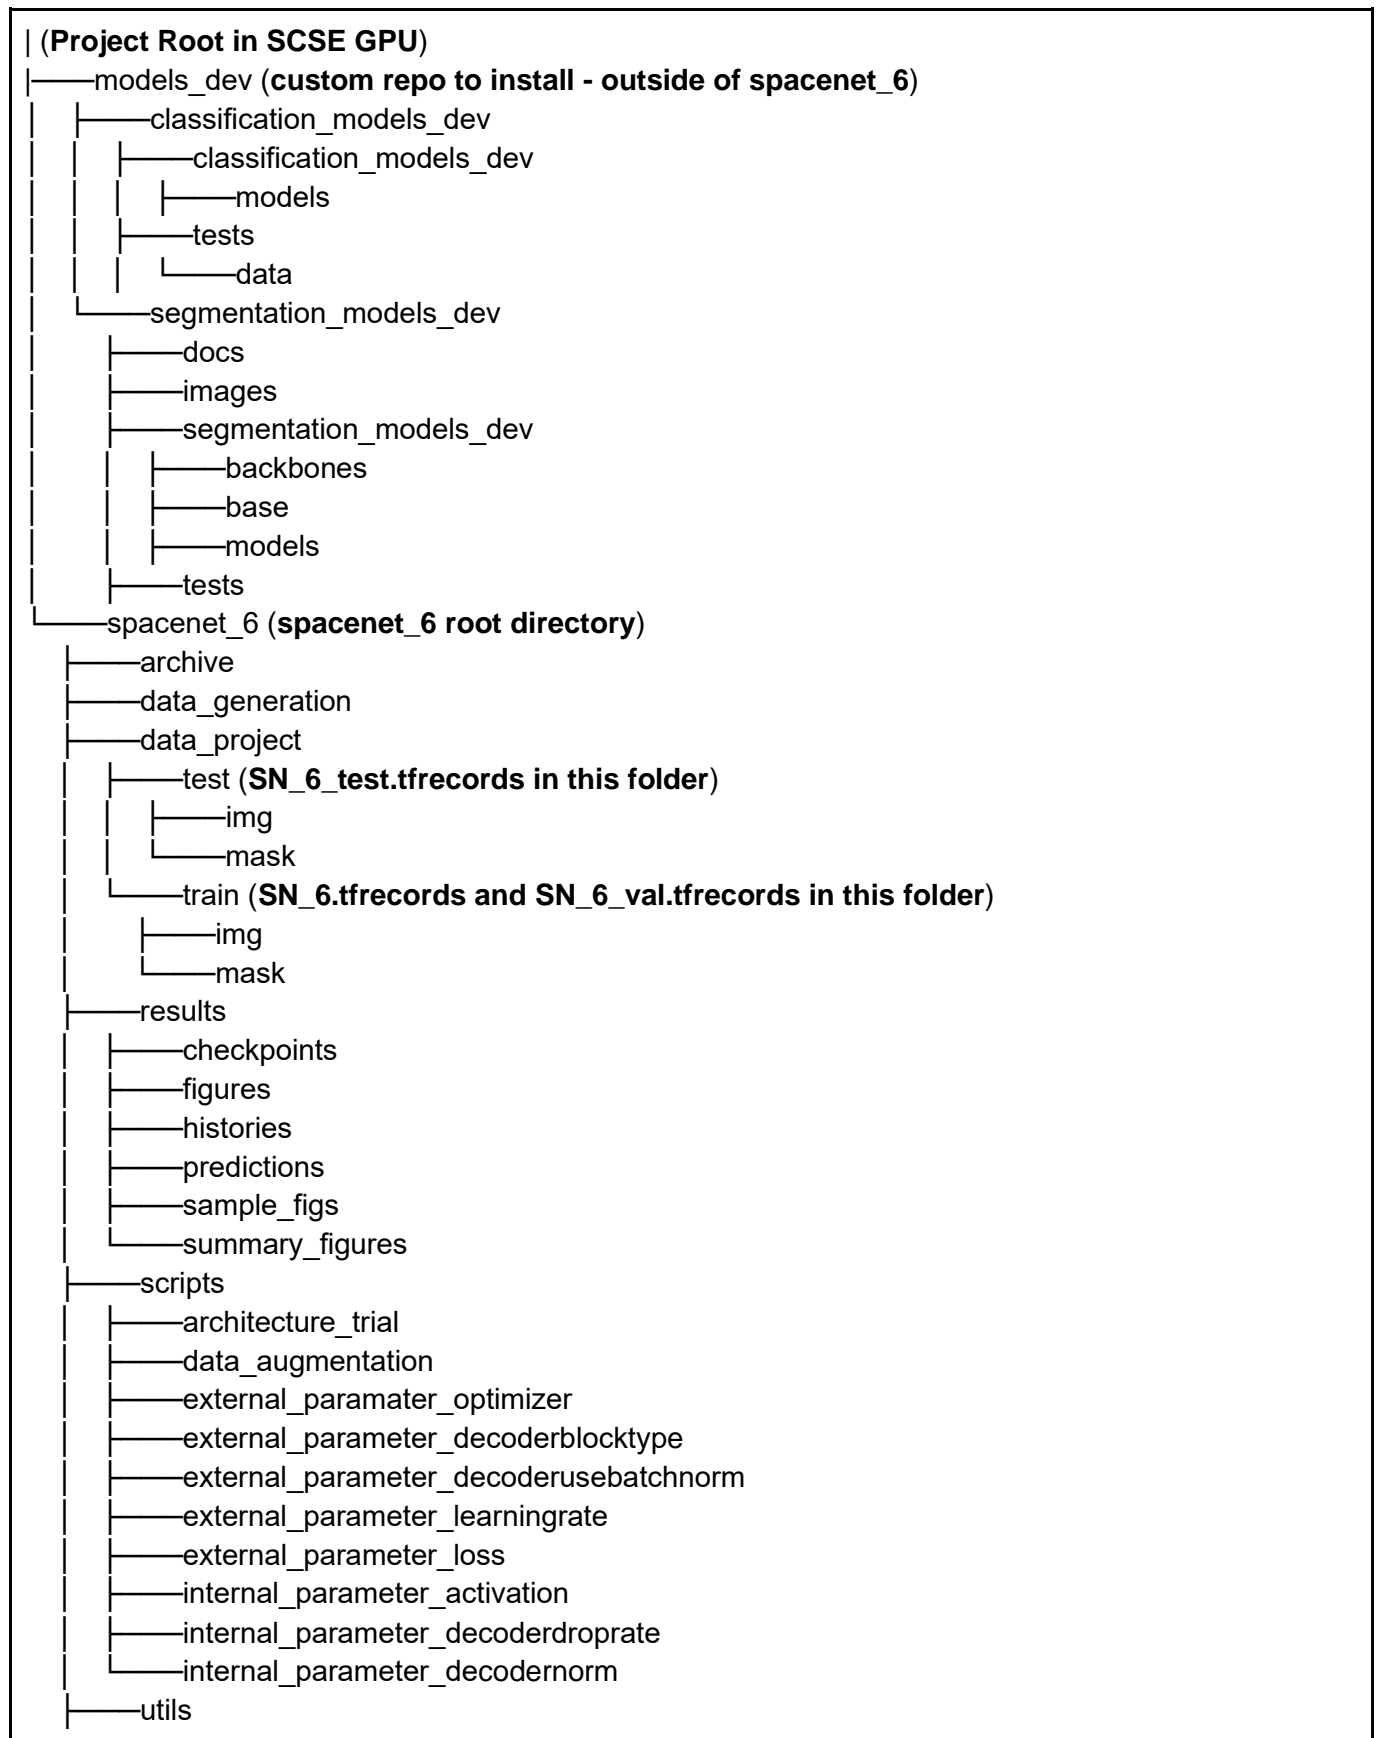 | (Project Root in SCSE GPU)
├───models_dev (custom repo to install - outside of spacenet_6)
│   ├───classification_models_dev
│   │   ├───classification_models_dev
│   │   │   ├───models
│   │   ├───tests
│   │   │   └───data
│   └───segmentation_models_dev
│       ├───docs
│       ├───images
│       ├───segmentation_models_dev
│       │   ├───backbones
│       │   ├───base
│       │   ├───models
│       ├───tests
└───spacenet_6 (spacenet_6 root directory)
    ├───archive
    ├───data_generation
    ├───data_project
    │   ├───test (SN_6_test.tfrecords in this folder)
    │   │   ├───img
    │   │   └───mask
    │   └───train (SN_6.tfrecords and SN_6_val.tfrecords in this folder)
    │       ├───img
    │       └───mask
    ├───results
    │   ├───checkpoints
    │   ├───figures
    │   ├───histories
    │   ├───predictions
    │   ├───sample_figs
    │   └───summary_figures
    ├───scripts
    │   ├───architecture_trial
    │   ├───data_augmentation
    │   ├───external_paramater_optimizer
    │   ├───external_parameter_decoderblocktype
    │   ├───external_parameter_decoderusebatchnorm
    │   ├───external_parameter_learningrate
    │   ├───external_parameter_loss
    │   ├───internal_parameter_activation
    │   ├───internal_parameter_decoderdroprate
    │   └───internal_parameter_decodernorm
    ├───utils